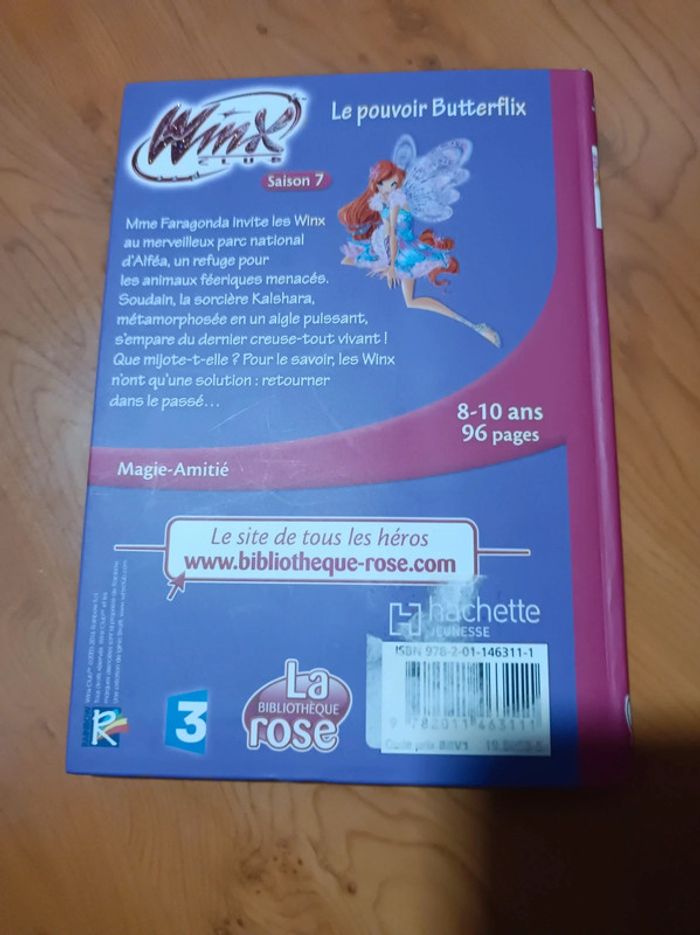 Winx
CLUB
Le pouvoir Butterflix
Saison 7
Mme Faragonda invite les Winx
au merveilleux parc national
d'Alféa, un refuge pour
les animaux féeriques menacés.
Soudain, la sorcière Kalshara,
métamorphosée en un aigle puissant,
s'empare du dernier creuse-tout vivant !
Que mijote-t-elle ? Pour le savoir, les Winx
n'ont qu'une solution : retourner
dans le passé...
8-10 ans
96 pages
Magie-Amitié
Le site de tous les héros
www.bibliotheque-rose.com
hachette
JEUNESSE
ISBN 978-2-01-146311-1
9 782011 463111
3
La
BIBLIOTHÈQUE
rose